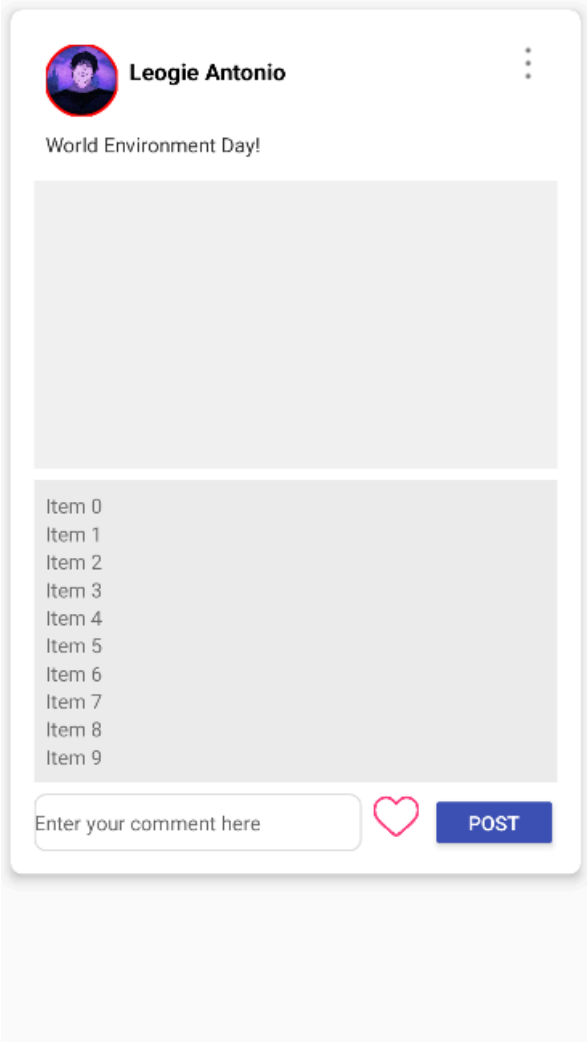 Leogie Antonio
World Environment Day!
Item 0
Item 1
Item 2
Item 3
Item 4
Item 5
Item 6
Item 7
Item 8
Item 9
Enter your comment here
POST